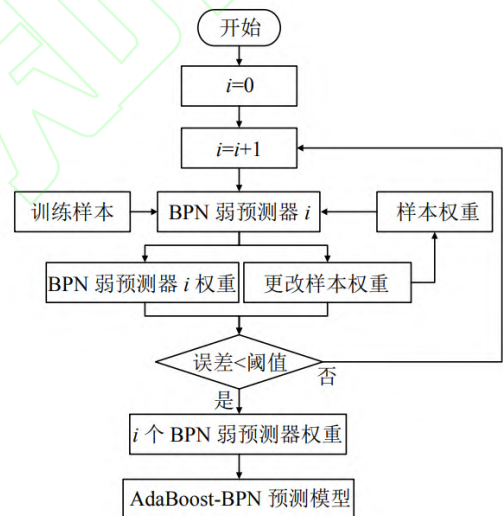 开始
i=0
i=i+1
训练样本
BPN 弱预测器 i
样本权重
BPN 弱预测器 i 权重
更改样本权重
误差<阈值
否
是
i 个 BPN 弱预测器权重
AdaBoost-BPN 预测模型